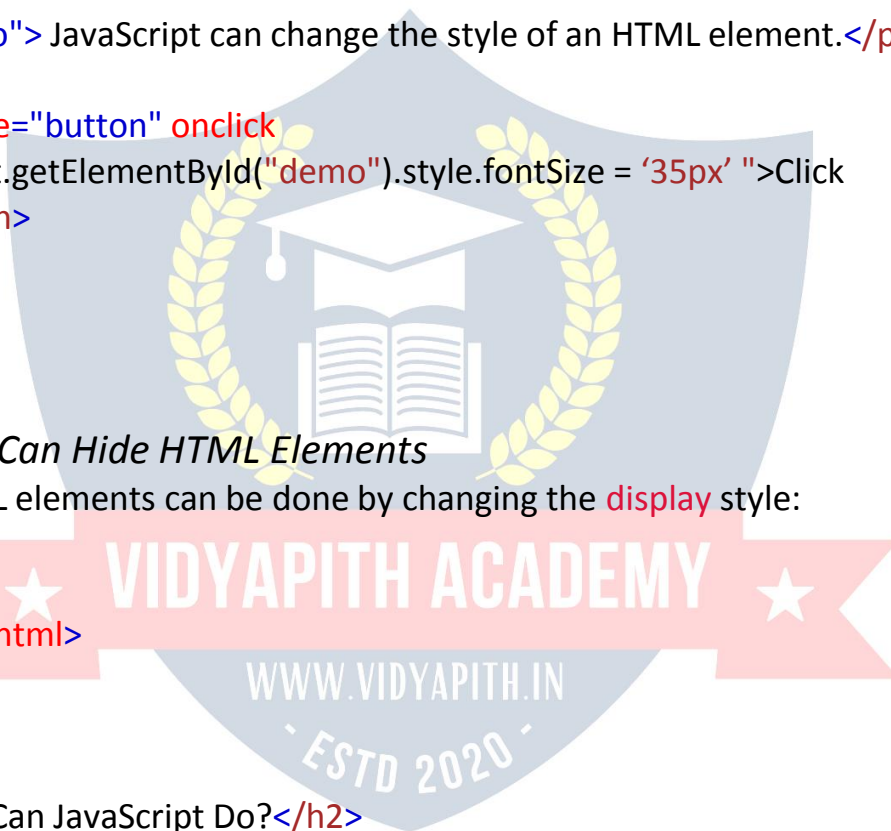 o"> JavaScript can change the style of an HTML element.</p
e="button" onclick
t.getElementById("demo").style.fontSize = ‘35px’ ">Click
n>
Can Hide HTML Elements
L elements can be done by changing the display style:
VIDYAPITH ACADEMY
html>
WWW.VIDYAPITH.IN
- ESTD 2020 -
Can JavaScript Do?</h2>